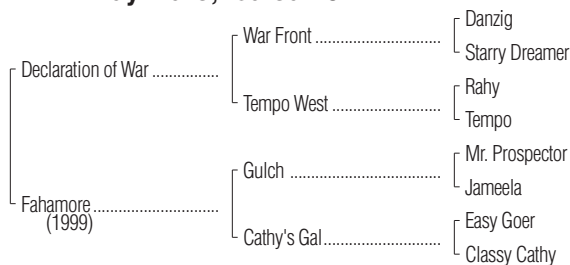 Danzig
War Front ................................
Starry Dreamer
Declaration of War ................
Rahy
Tempo West ...........................
Tempo
Mr. Prospector
Gulch ......................................
Jameela
Fahamore ...............................
(1999)
Easy Goer
Cathy's Gal.............................
Classy Cathy